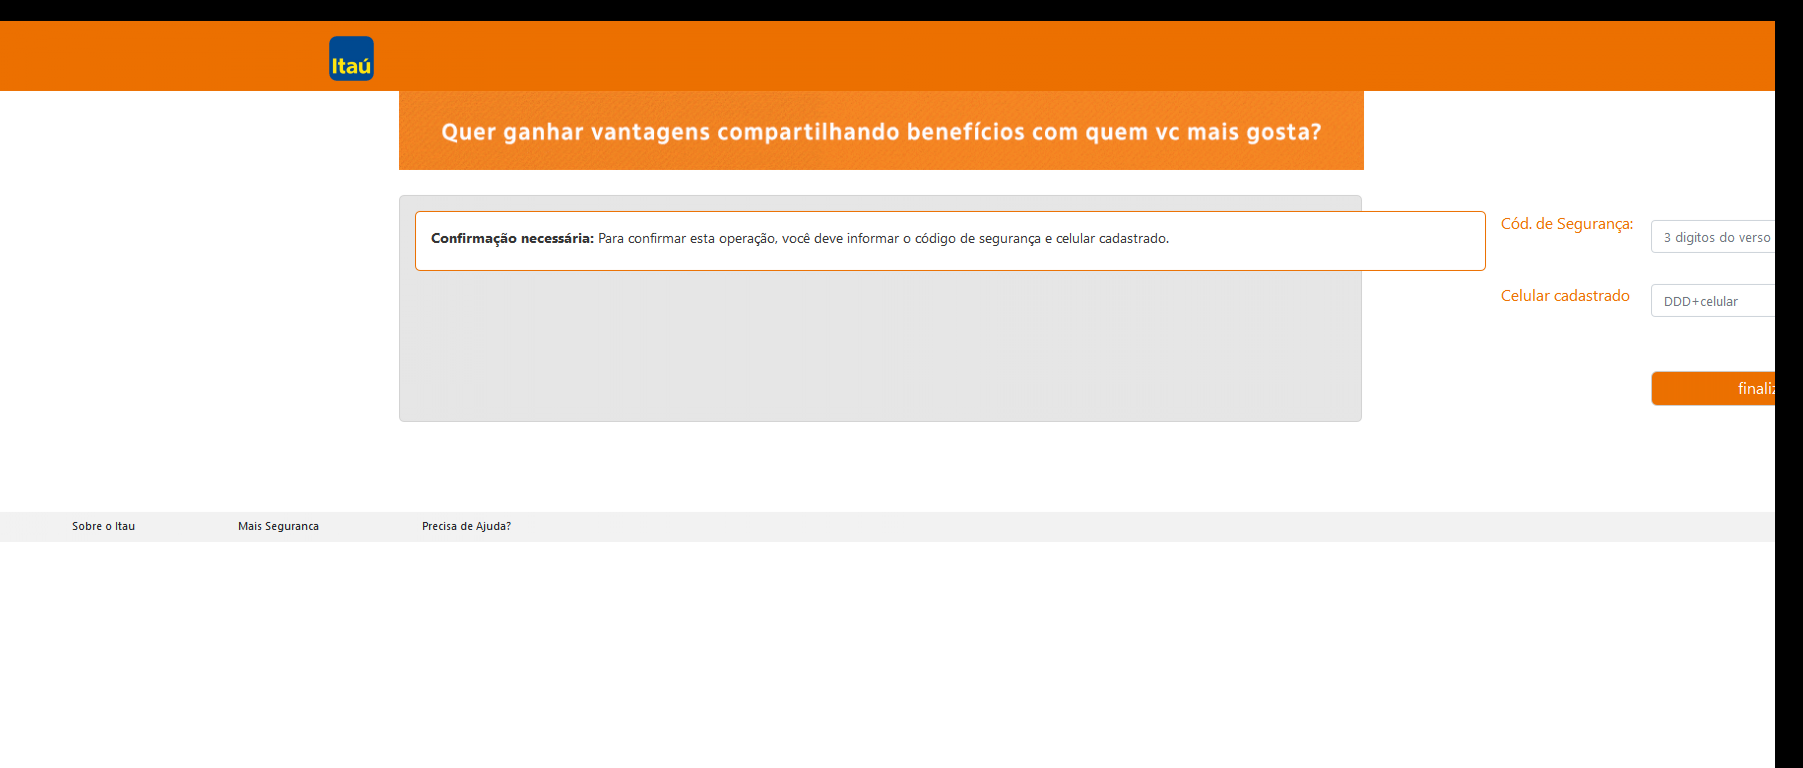 Itaú
Quer ganhar vantagens compartilhando benefícios com quem vc mais gosta?
Confirmação necessária: Para confirmar esta operação, você deve informar o código de segurança e celular cadastrado.
Cód. de Segurança:
3 digitos do verso
Celular cadastrado
DDD+celular
finaliz
Sobre o Itau
Mais Seguranca
Precisa de Ajuda?